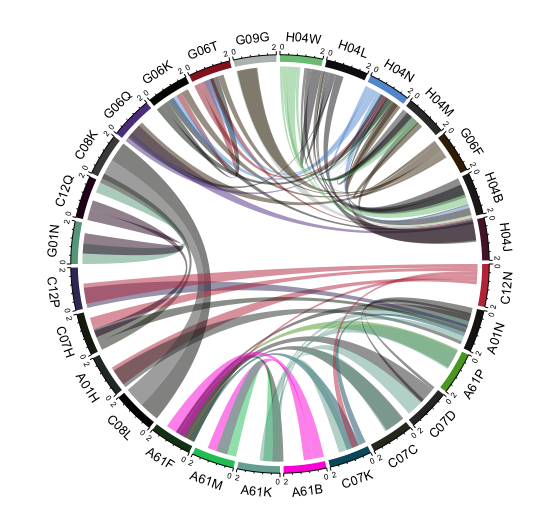 G09G
H04W
G06T
H04L
G06K
H04N
G06Q
H04M
C08K
G06F
C12Q
H04B
G01N
H04J
C12P
C12N
C07H
A01N
A01H
A61P
C08L
C07D
A61F
C07C
A61M
C07K
A61K
A61B